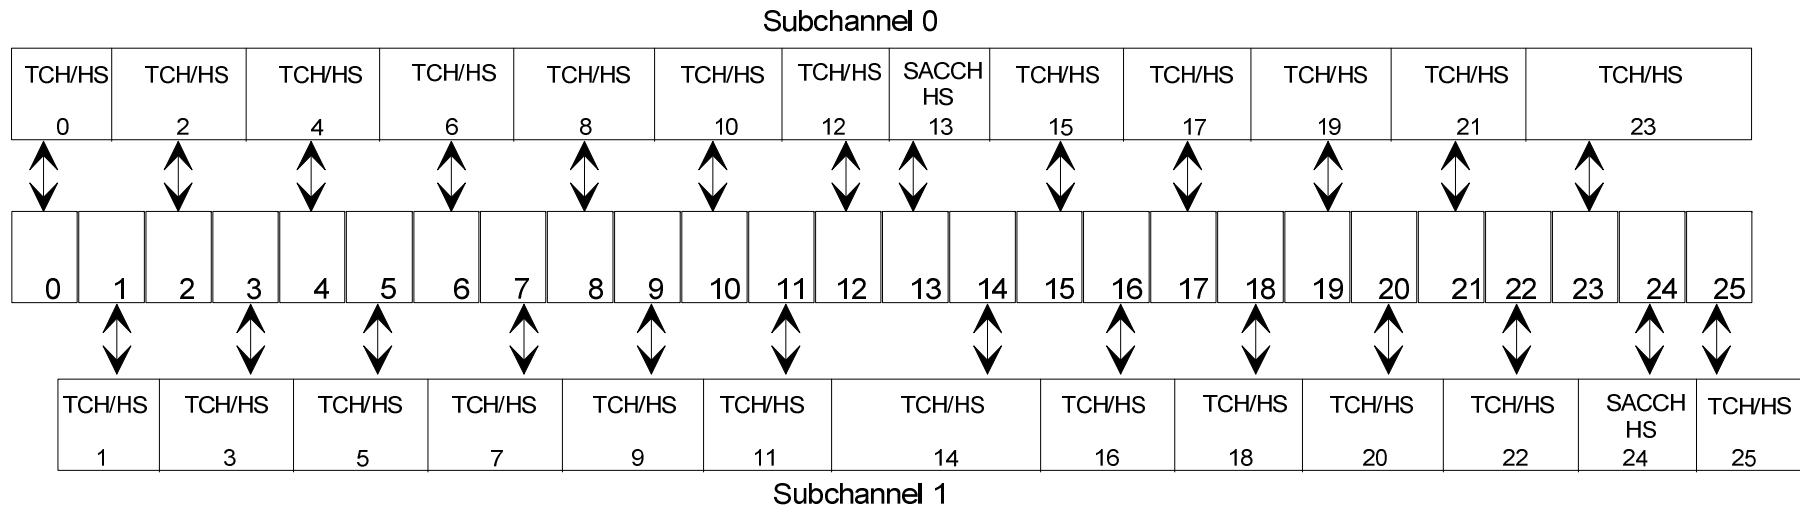 Subchannel 0
TCH/HS TCH/HS TCH/HS TCH/HS TCH/HS TCH/HS TCH/HS SACCH HS TCH/HS TCH/HS TCH/HS TCH/HS TCH/HS
0 2 4 6 8 10 12 13 15 17 19 21 23
0 1 2 3 4 5 6 7 8 9 10 11 12 13 14 15 16 17 18 19 20 21 22 23 24 25
TCH/HS TCH/HS TCH/HS TCH/HS TCH/HS TCH/HS TCH/HS TCH/HS TCH/HS TCH/HS TCH/HS SACCH HS TCH/HS
1 3 5 7 9 11 14 16 18 20 22 24 25
Subchannel 1